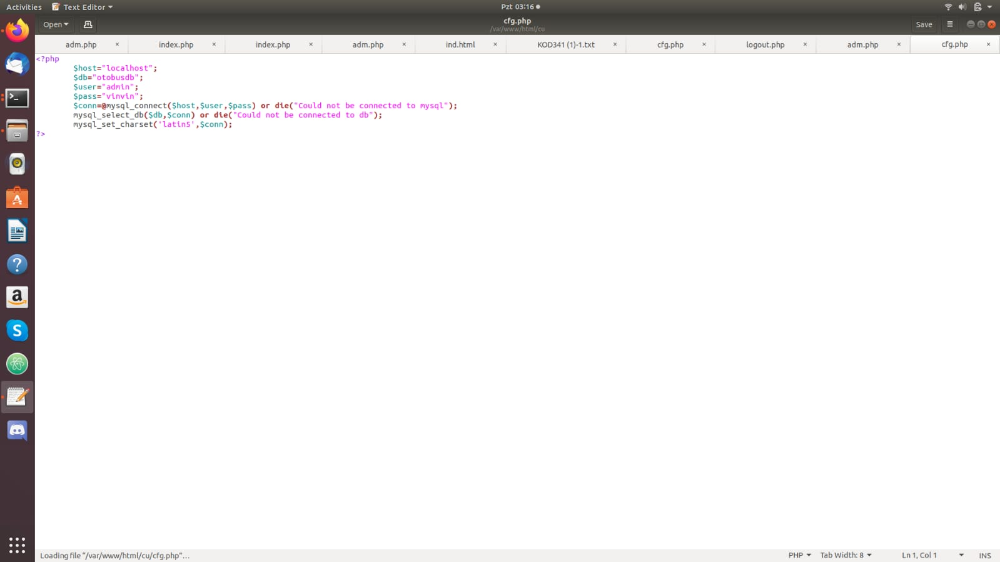 Activities Text Editor Pzt 03:16
Open cfg.php Save
/var/www/html/cu
adm.php × index.php × index.php × adm.php × ind.html × KOD341 (1)-1.txt × cfg.php × logout.php × adm.php × cfg.php ×
<?php
$host="localhost";
$db="otobusdb";
$user="admin";
$pass="vinvin";
$conn=@mysql_connect($host,$user,$pass) or die("Could not be connected to mysql");
mysql_select_db($db,$conn) or die("Could not be connected to db");
mysql_set_charset('latin5',$conn);
?>
Loading file “/var/www/html/cu/cfg.php”… PHP Tab Width: 8 Ln 1, Col 1 INS